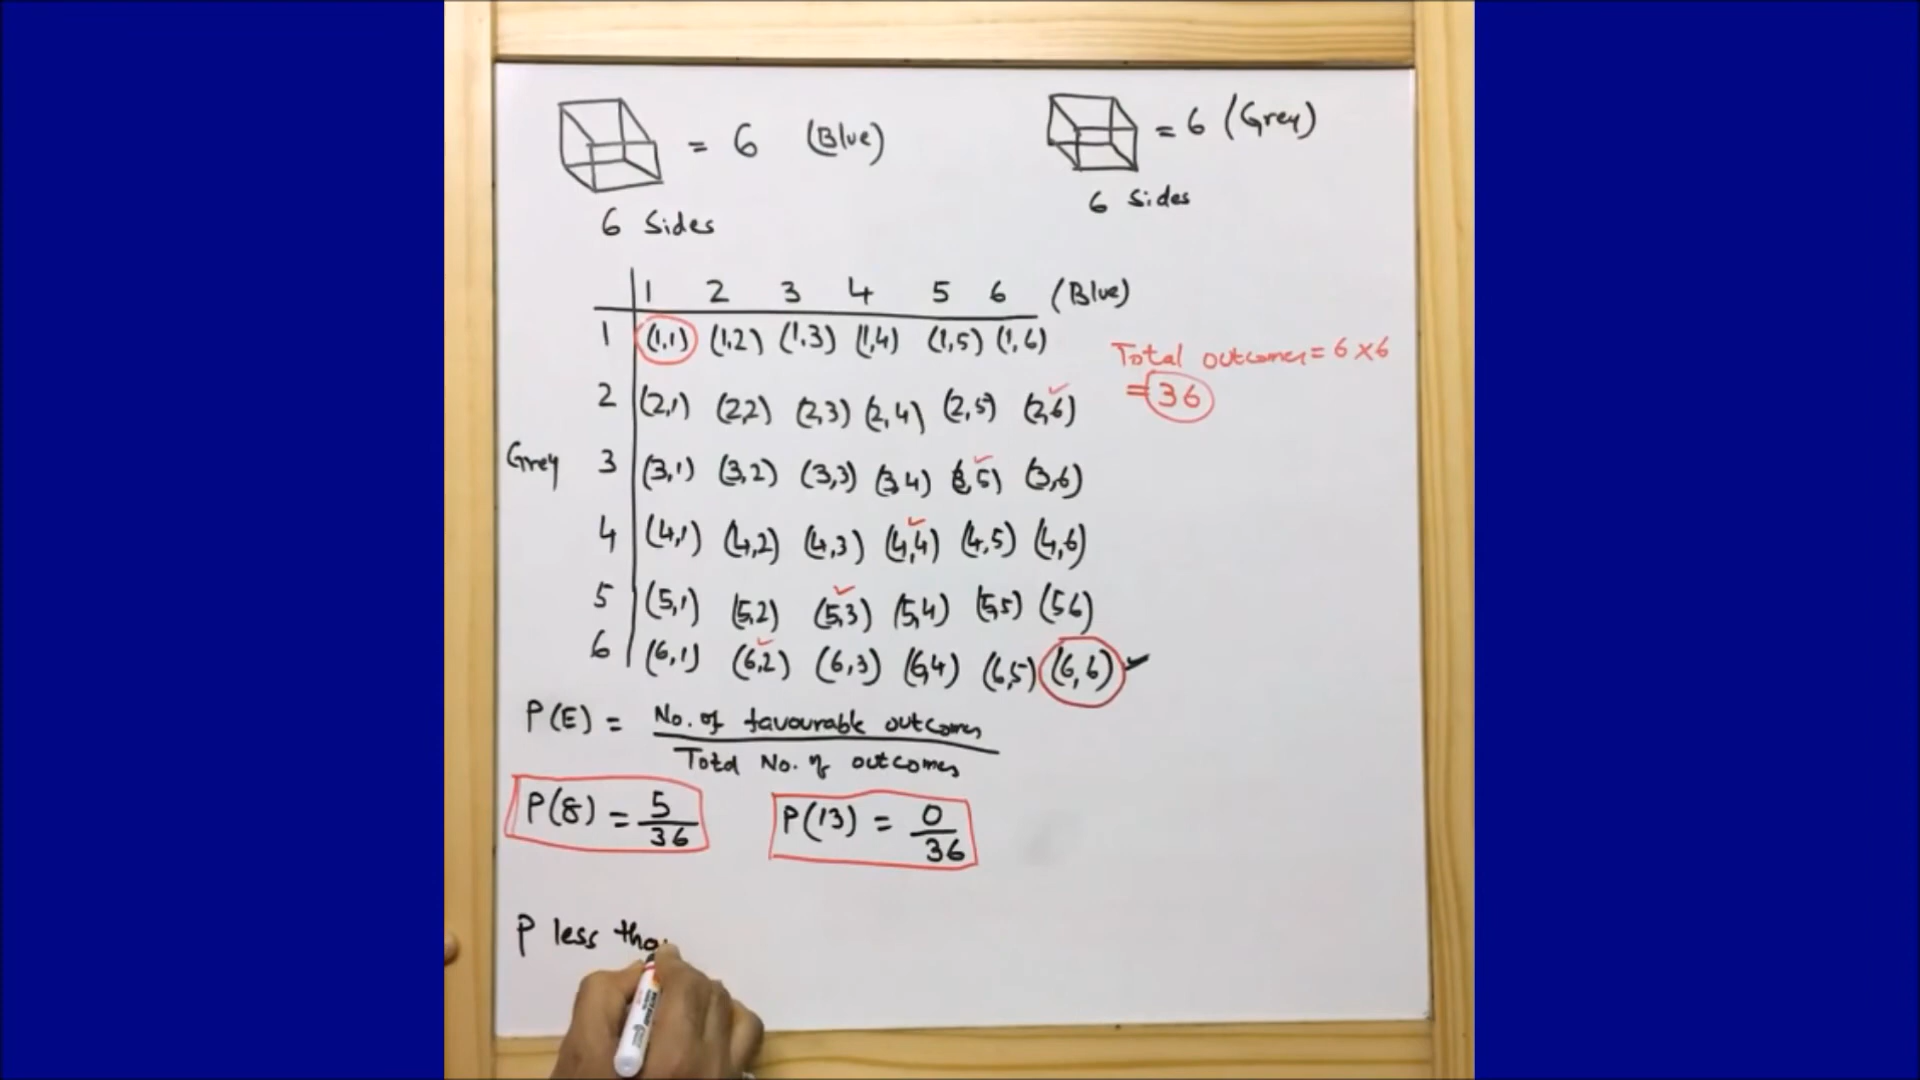 = 6 (Blue)
= 6 (Grey)
6 Sides
6 Sides
1 2 3 4 5 6 (Blue)
1 (1,1) (1,2) (1,3) (1,4) (1,5) (1,6)
Total outcomes = 6 x 6
= 36
2 (2,1) (2,2) (2,3) (2,4) (2,5) (2,6)
Grey 3 (3,1) (3,2) (3,3) (3,4) (3,5) (3,6)
4 (4,1) (4,2) (4,3) (4,4) (4,5) (4,6)
5 (5,1) (5,2) (5,3) (5,4) (5,5) (5 6)
6 (6,1) (6,2) (6,3) (6,4) (6,5) (6,6)
P(E) = No. of favourable outcomes
Total No. of outcomes
P(8) = 5/36
P(13) = 0/36
P less than